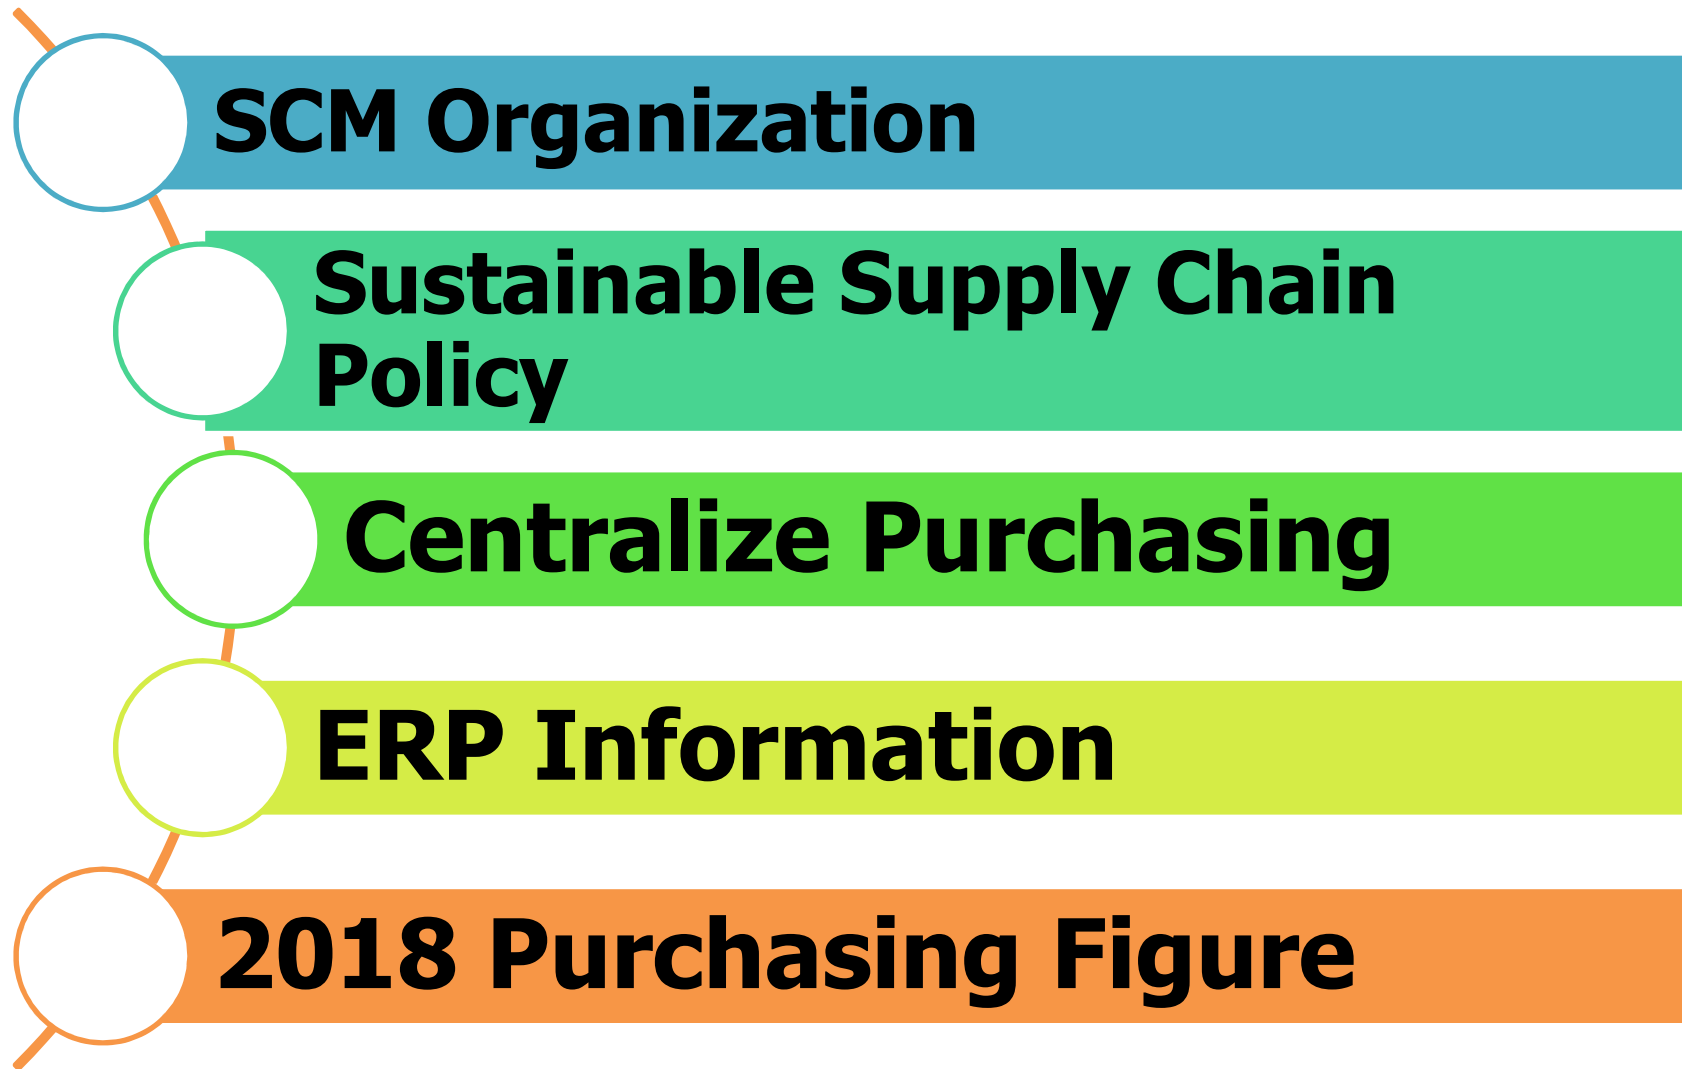 SCM Organization
Sustainable Supply Chain
Policy
Centralize Purchasing
ERP Information
2018 Purchasing Figure